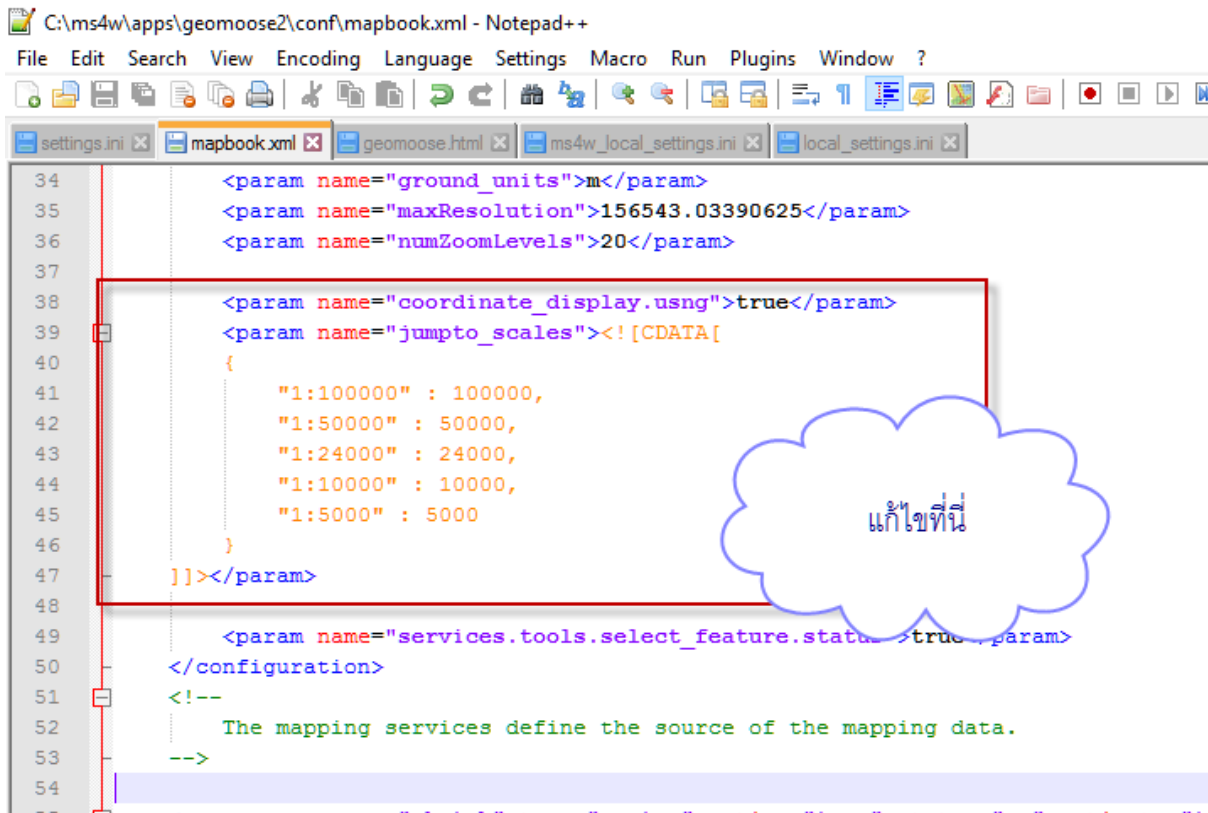 C:\ms4w\apps\geomoose2\conf\mapbook.xml - Notepad++
File Edit Search View Encoding Language Settings Macro Run Plugins Window ?
settings.ini mapbook.xml geomoose.html ms4w_local_settings.ini local_settings.ini
34 <param name="ground_units">m</param>
35 <param name="maxResolution">156543.03390625</param>
36 <param name="numZoomLevels">20</param>
37
38 <param name="coordinate_display.usng">true</param>
39 <param name="jumpto_scales"><![CDATA[
40 {
41 "1:100000" : 100000,
42 "1:50000" : 50000,
43 "1:24000" : 24000,
44 "1:10000" : 10000,
45 "1:5000" : 5000
แก้ไขที่นี่
46 }
47 ]]></param>
48
49 <param name="services.tools.select_feature.status">true</param>
50 </configuration>
51 <!--
52 The mapping services define the source of the mapping data.
53 -->
54